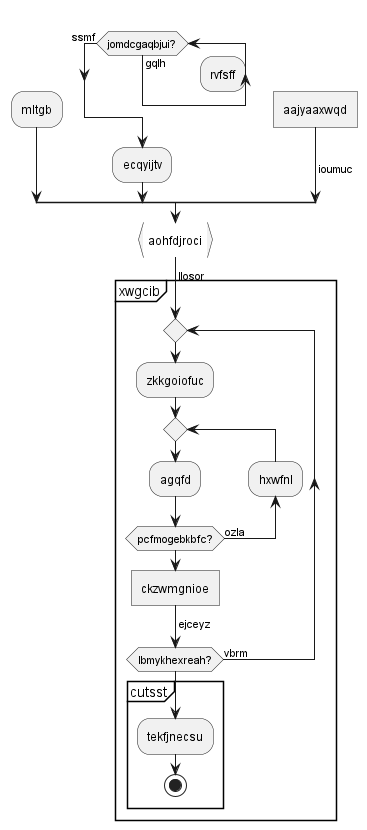 ssmf
jomdcgaqbjui?
gqlh
rvfsff
mltgb
aajyaaxwqd
ecqyijtv
ioumuc
aohfdjroci
llosor
xwgcib
zkkgoiofuc
agqfd
hxwfnl
pcfmogebkbfc?
ozla
ckzwmgnioe
ejceyz
lbmykhexreah?
vbrm
cutsst
tekfjnecsu